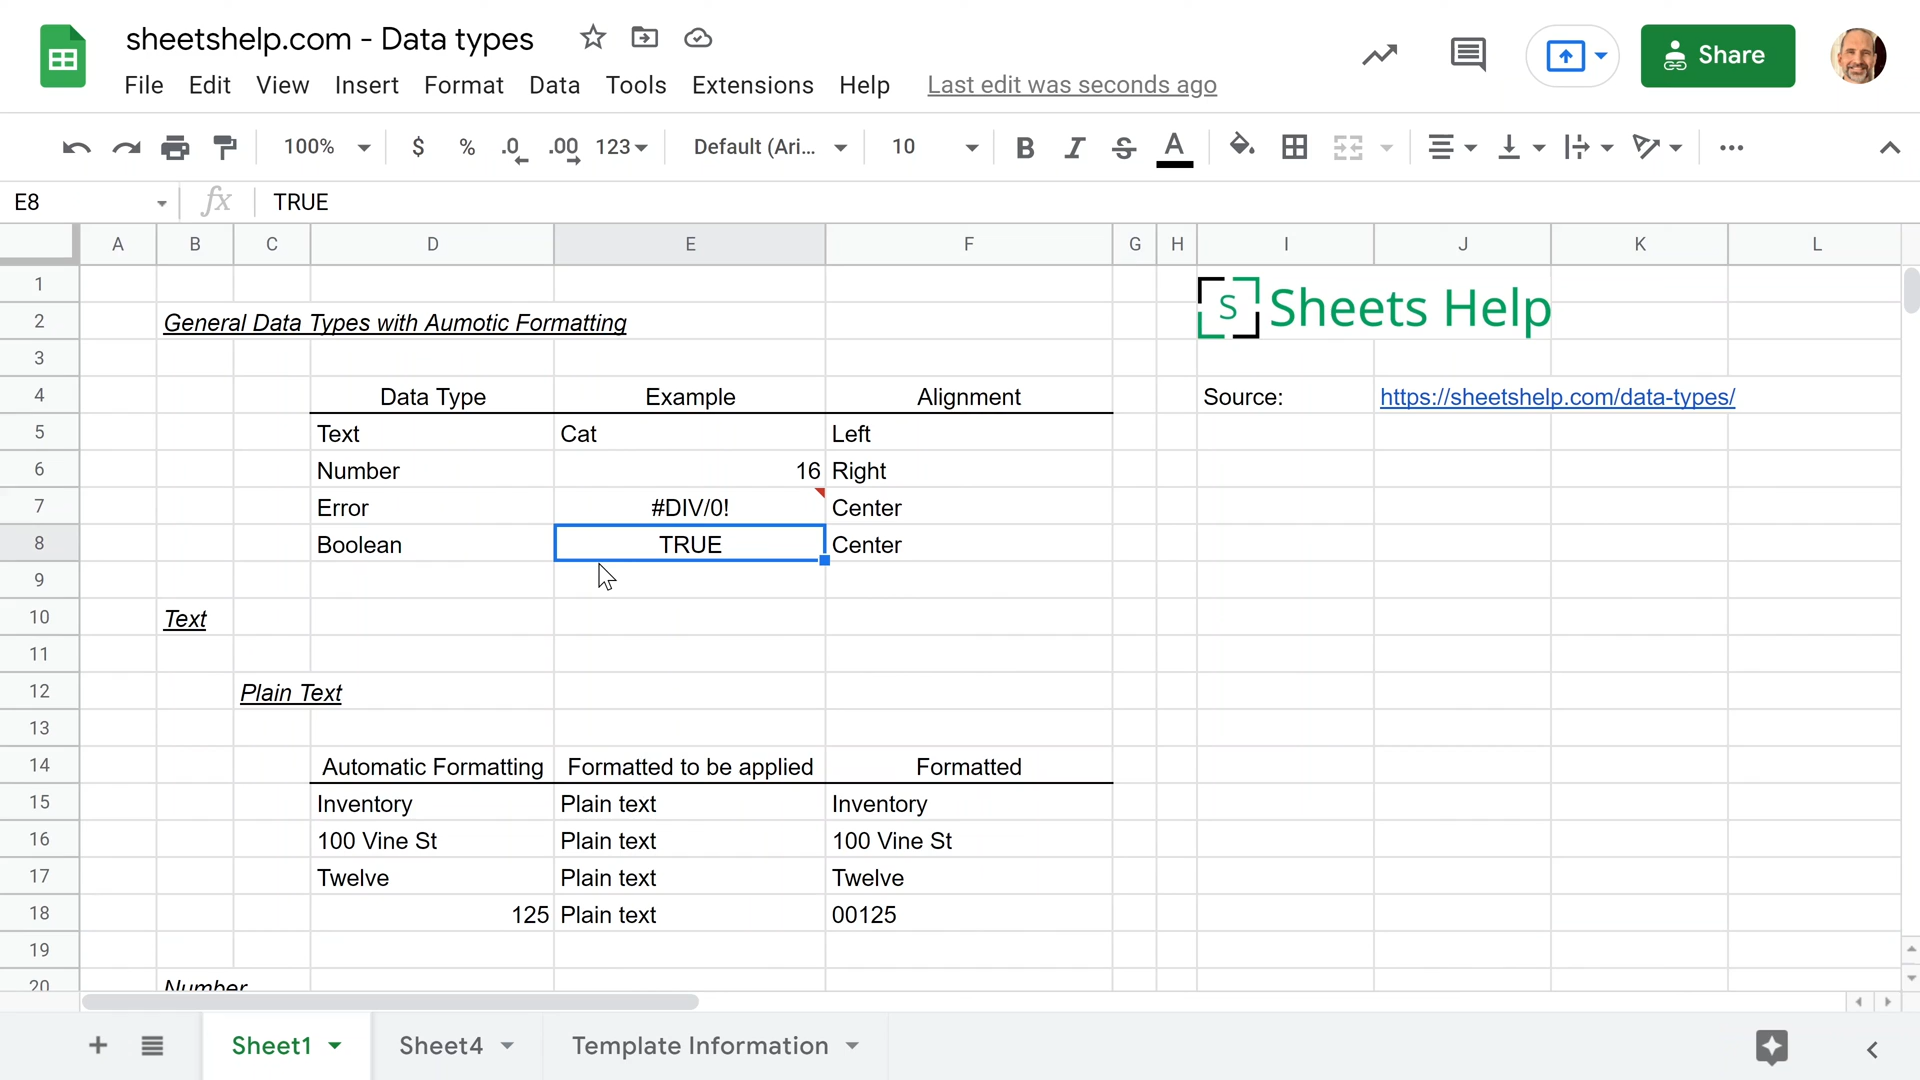 sheetshelp.com - Data types
File Edit View Insert Format Data Tools Extensions Help Last edit was seconds ago
Share
100% $ % .0 .00 123 Default (Ari... 10 B I S A
E8 fx TRUE
A B C D E F G H I J K L
1 S Sheets Help
2 General Data Types with Aumotic Formatting
3
4 Data Type Example Alignment Source: https://sheetshelp.com/data-types/
5 Text Cat Left
6 Number 16 Right
7 Error #DIV/0! Center
8 Boolean TRUE Center
9
10 Text
11
12 Plain Text
13
14 Automatic Formatting Formatted to be applied Formatted
15 Inventory Plain text Inventory
16 100 Vine St Plain text 100 Vine St
17 Twelve Plain text Twelve
18 125 Plain text 00125
19
20 Number
Sheet1 Sheet4 Template Information